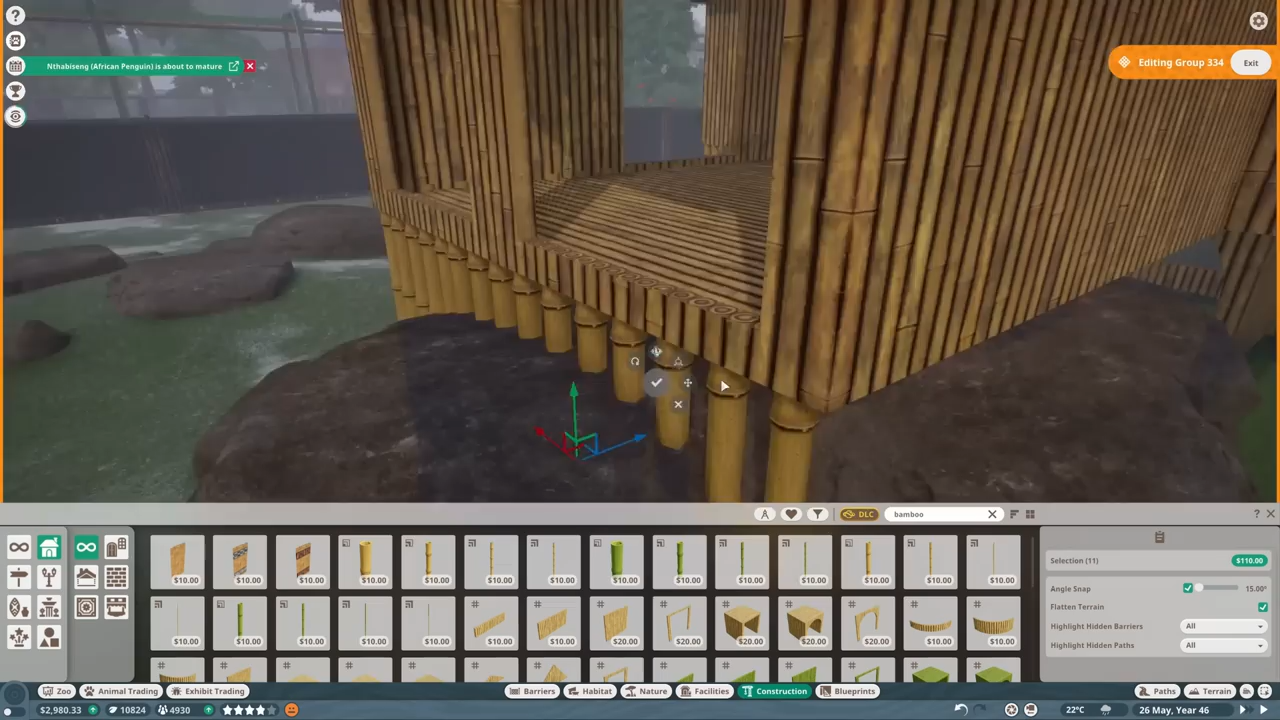 ?
Nthabiseng (African Penguin) is about to mature
Editing Group 334
Exit
DLC
bamboo
?
$10.00 $10.00 $10.00 $10.00 $10.00 $10.00 $10.00 $10.00 $10.00 $10.00 $10.00 $10.00 $10.00 $10.00
$10.00 $10.00 $10.00 $10.00 $10.00 $10.00 $10.00 $20.00 $20.00 $20.00 $20.00 $20.00 $10.00 $10.00
Selection (11)
$110.00
Angle Snap
15.00°
Flatten Terrain
Highlight Hidden Barriers
All
Highlight Hidden Paths
All
Zoo
Animal Trading
Exhibit Trading
Barriers
Habitat
Nature
Facilities
Construction
Blueprints
Paths
Terrain
$2,980.33
10824
4930
22°C
26 May, Year 46